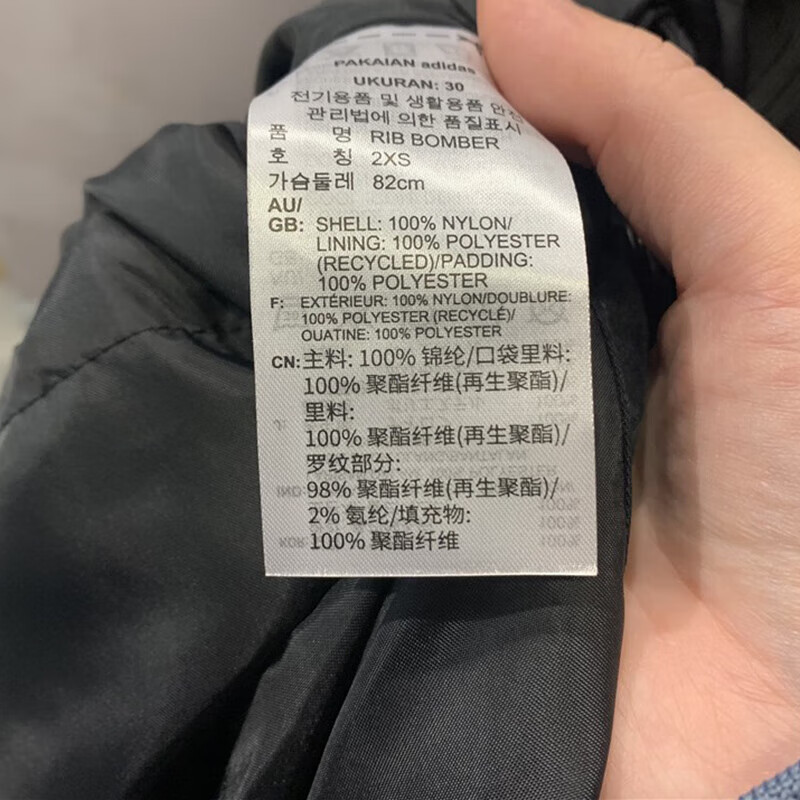 PAKAIAN adidas
UKURAN: 30
전기용품 및 생활용품 안전
관리법에 의한 품질표시
품 명 RIB BOMBER
호 칭 2XS
가슴둘레 82cm
AU/
GB: SHELL: 100% NYLON/
LINING: 100% POLYESTER
(RECYCLED)/PADDING:
100% POLYESTER
F: EXTÉRIEUR: 100% NYLON/DOUBLURE:
100% POLYESTER (RECYCLÉ)/
OUATINE: 100% POLYESTER
CN: 主料: 100% 锦纶/口袋里料:
100% 聚酯纤维(再生聚酯)/
里料:
100% 聚酯纤维(再生聚酯)/
罗纹部分:
98% 聚酯纤维(再生聚酯)/
2% 氨纶/填充物:
100% 聚酯纤维